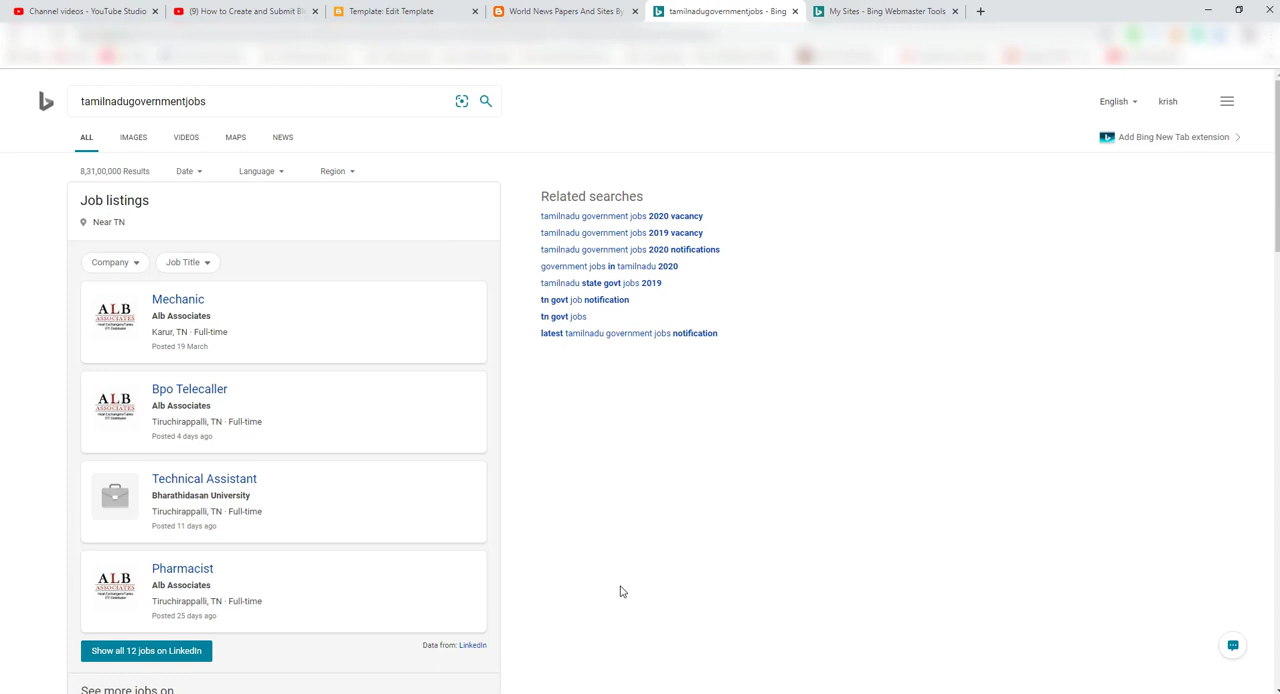 Channel videos - YouTube Studio
(9) How to Create and Submit Bl
Template: Edit Template
World News Papers And Sites By
tamilnadugovernmentjobs - Bing
My Sites - Bing Webmaster Tools
tamilnadugovernmentjobs
English
krish
ALL
IMAGES
VIDEOS
MAPS
NEWS
Add Bing New Tab extension
8,31,00,000 Results
Date
Language
Region
Job listings
Near TN
Company
Job Title
ALB
ASSOCIATES
Mechanic
Alb Associates
Karur, TN · Full-time
Posted 19 March
ALB
ASSOCIATES
Bpo Telecaller
Alb Associates
Tiruchirappalli, TN · Full-time
Posted 4 days ago
Technical Assistant
Bharathidasan University
Tiruchirappalli, TN · Full-time
Posted 11 days ago
ALB
ASSOCIATES
Pharmacist
Alb Associates
Tiruchirappalli, TN · Full-time
Posted 25 days ago
Show all 12 jobs on LinkedIn
Data from: LinkedIn
See more jobs on
Related searches
tamilnadu government jobs 2020 vacancy
tamilnadu government jobs 2019 vacancy
tamilnadu government jobs 2020 notifications
government jobs in tamilnadu 2020
tamilnadu state govt jobs 2019
tn govt job notification
tn govt jobs
latest tamilnadu government jobs notification